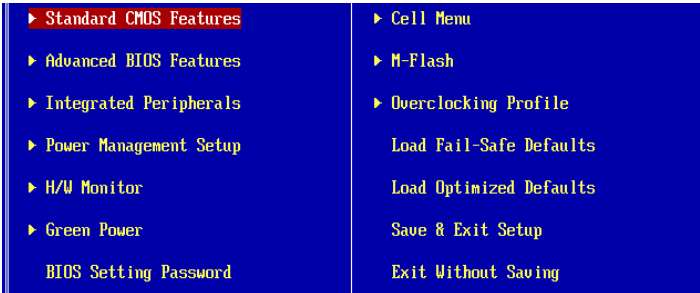 Standard CMOS Features
Advanced BIOS Features
Integrated Peripherals
Power Management Setup
H/W Monitor
Green Power
BIOS Setting Password
Cell Menu
M-Flash
Overclocking Profile
Load Fail-Safe Defaults
Load Optimized Defaults
Save & Exit Setup
Exit Without Saving